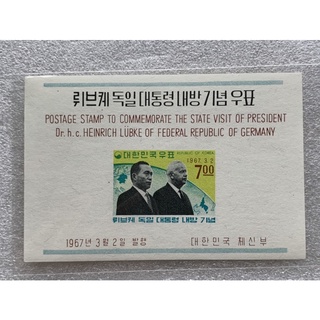 뤼브케 독일 대통령 내방 기념 우표
POSTAGE STAMP TO COMMEMORATE THE STATE VISIT OF PRESIDENT
Dr. h. c. HEINRICH LÜBKE OF FEDERAL REPUBLIC OF GERMANY
대한민국 우표
REPUBLIC OF KOREA
1967. 3. 2
700
뤼브케 독일 대통령 내방 기념
1967년 3월 2일 발행
대한민국 체신부